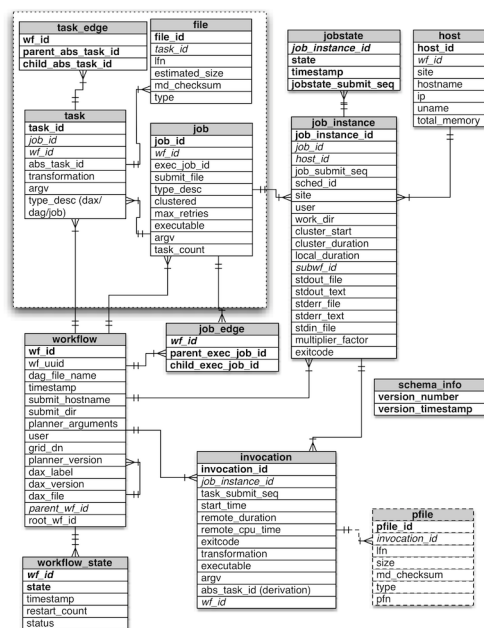 task_edge
wf_id
parent_abs_task_id
child_abs_task_id
file
file_id
task_id
lfn
estimated_size
md_checksum
type
jobstate
job_instance_id
state
timestamp
jobstate_submit_seq
host
host_id
wf_id
site
hostname
ip
uname
total_memory
task
task_id
job_id
wf_id
abs_task_id
transformation
argv
type_desc (dax/
dag/job)
job
job_id
wf_id
exec_job_id
submit_file
type_desc
clustered
max_retries
executable
argv
task_count
job_instance
job_instance_id
job_id
host_id
job_submit_seq
sched_id
site
user
work_dir
cluster_start
cluster_duration
local_duration
subwf_id
stdout_file
stdout_text
stderr_file
stderr_text
stdin_file
multiplier_factor
exitcode
job_edge
wf_id
parent_exec_job_id
child_exec_job_id
workflow
wf_id
wf_uuid
dag_file_name
timestamp
submit_hostname
submit_dir
planner_arguments
user
grid_dn
planner_version
dax_label
dax_version
dax_file
parent_wf_id
root_wf_id
schema_info
version_number
version_timestamp
invocation
invocation_id
job_instance_id
task_submit_seq
start_time
remote_duration
remote_cpu_time
exitcode
transformation
executable
argv
abs_task_id (derivation)
wf_id
pfile
pfile_id
invocation_id
lfn
size
md_checksum
type
pfn
workflow_state
wf_id
state
timestamp
restart_count
status